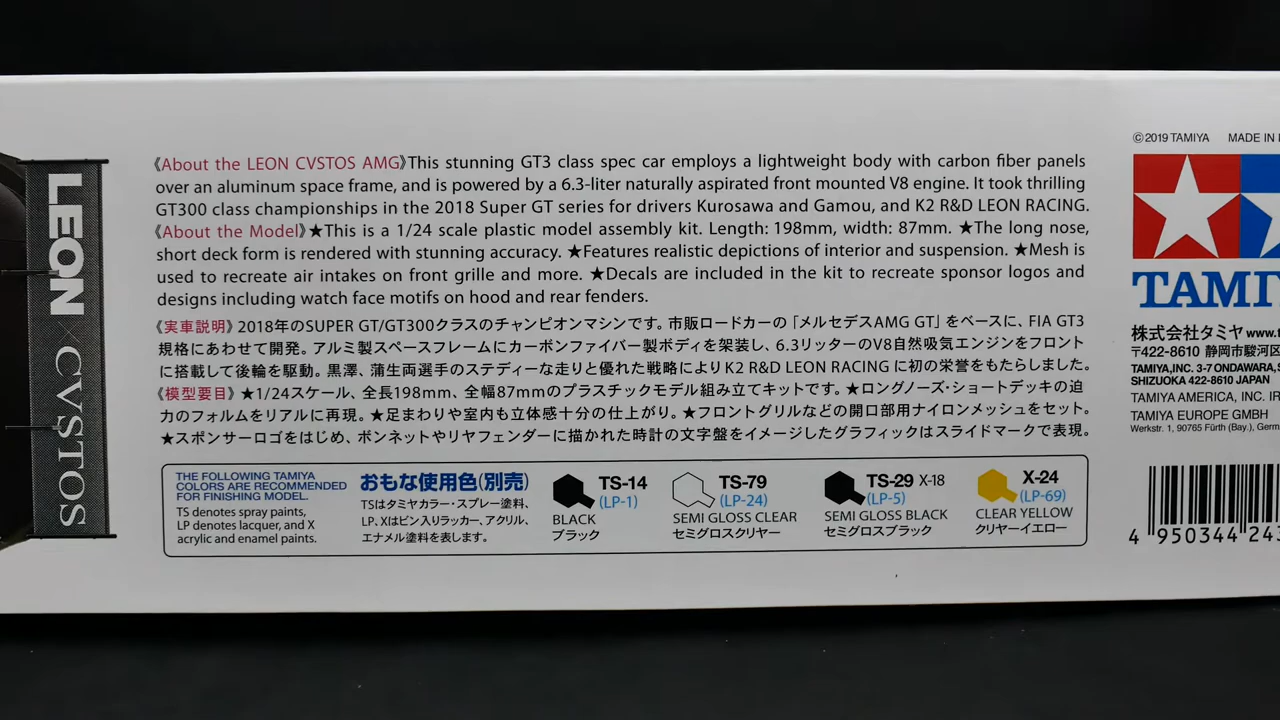 LEON × CVSTOS
《About the LEON CVSTOS AMG》This stunning GT3 class spec car employs a lightweight body with carbon fiber panels
over an aluminum space frame, and is powered by a 6.3-liter naturally aspirated front mounted V8 engine. It took thrilling
GT300 class championships in the 2018 Super GT series for drivers Kurosawa and Gamou, and K2 R&D LEON RACING.
《About the Model》★This is a 1/24 scale plastic model assembly kit. Length: 198mm, width: 87mm. ★The long nose,
short deck form is rendered with stunning accuracy. ★Features realistic depictions of interior and suspension. ★Mesh is
used to recreate air intakes on front grille and more. ★Decals are included in the kit to recreate sponsor logos and
designs including watch face motifs on hood and rear fenders.
《実車説明》2018年のSUPER GT/GT300クラスのチャンピオンマシンです。市販ロードカーの「メルセデスAMG GT」をベースに、FIA GT3
規格にあわせて開発。アルミ製スペースフレームにカーボンファイバー製ボディを架装し、6.3リッターのV8自然吸気エンジンをフロント
に搭載して後輪を駆動。黒澤、蒲生両選手のステディーな走りと優れた戦略によりK2 R&D LEON RACINGに初の栄誉をもたらしました。
《模型要目》★1/24スケール、全長198mm、全幅87mmのプラスチックモデル組み立てキットです。★ロングノーズ・ショートデッキの迫
力のフォルムをリアルに再現。★足まわりや室内も立体感十分の仕上がり。★フロントグリルなどの開口部用ナイロンメッシュをセット。
★スポンサーロゴをはじめ、ボンネットやリヤフェンダーに描かれた時計の文字盤をイメージしたグラフィックはスライドマークで表現。
THE FOLLOWING TAMIYA
COLORS ARE RECOMMENDED
FOR FINISHING MODEL.
TS denotes spray paints,
LP denotes lacquer, and X
acrylic and enamel paints.
おもな使用色(別売)
TSはタミヤカラー・スプレー塗料、
LP、Xはビン入りラッカー、アクリル、
エナメル塗料を表します。
TS-14
(LP-1)
BLACK
ブラック
TS-79
(LP-24)
SEMI GLOSS CLEAR
セミグロスクリヤー
TS-29 X-18
(LP-5)
SEMI GLOSS BLACK
セミグロスブラック
X-24
(LP-69)
CLEAR YELLOW
クリヤーイエロー
©2019 TAMIYA MADE IN
TAMI
株式会社タミヤ www.
〒422-8610 静岡市駿河区
TAMIYA,INC. 3-7 ONDAWARA,S
SHIZUOKA 422-8610 JAPAN
TAMIYA AMERICA, INC. IR
TAMIYA EUROPE GMBH
Werkstr. 1, 90765 Fürth (Bay.), Germ
4 950344 243